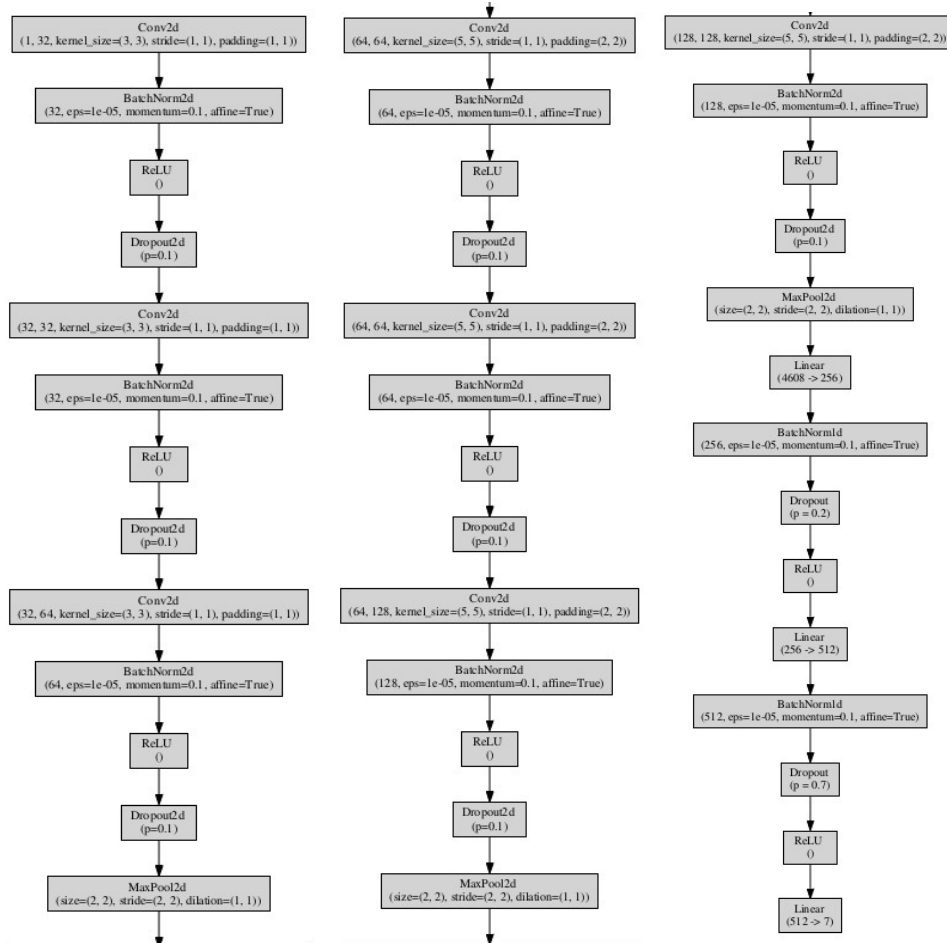 Conv2d
(1, 32, kernel_size=(3, 3), stride=(1, 1), padding=(1, 1))
BatchNorm2d
(32, eps=1e-05, momentum=0.1, affine=True)
ReLU
()
Dropout2d
(p=0.1)
Conv2d
(32, 32, kernel_size=(3, 3), stride=(1, 1), padding=(1, 1))
BatchNorm2d
(32, eps=1e-05, momentum=0.1, affine=True)
ReLU
()
Dropout2d
(p=0.1)
Conv2d
(32, 64, kernel_size=(3, 3), stride=(1, 1), padding=(1, 1))
BatchNorm2d
(64, eps=1e-05, momentum=0.1, affine=True)
ReLU
()
Dropout2d
(p=0.1)
MaxPool2d
(size=(2, 2), stride=(2, 2), dilation=(1, 1))
Conv2d
(64, 64, kernel_size=(5, 5), stride=(1, 1), padding=(2, 2))
BatchNorm2d
(64, eps=1e-05, momentum=0.1, affine=True)
ReLU
()
Dropout2d
(p=0.1)
Conv2d
(64, 64, kernel_size=(5, 5), stride=(1, 1), padding=(2, 2))
BatchNorm2d
(64, eps=1e-05, momentum=0.1, affine=True)
ReLU
()
Dropout2d
(p=0.1)
Conv2d
(64, 128, kernel_size=(5, 5), stride=(1, 1), padding=(2, 2))
BatchNorm2d
(128, eps=1e-05, momentum=0.1, affine=True)
ReLU
()
Dropout2d
(p=0.1)
MaxPool2d
(size=(2, 2), stride=(2, 2), dilation=(1, 1))
Conv2d
(128, 128, kernel_size=(5, 5), stride=(1, 1), padding=(2, 2))
BatchNorm2d
(128, eps=1e-05, momentum=0.1, affine=True)
ReLU
()
Dropout2d
(p=0.1)
MaxPool2d
(size=(2, 2), stride=(2, 2), dilation=(1, 1))
Linear
(4608 -> 256)
BatchNorm1d
(256, eps=1e-05, momentum=0.1, affine=True)
Dropout
(p = 0.2)
ReLU
()
Linear
(256 -> 512)
BatchNorm1d
(512, eps=1e-05, momentum=0.1, affine=True)
Dropout
(p = 0.7)
ReLU
()
Linear
(512 -> 7)